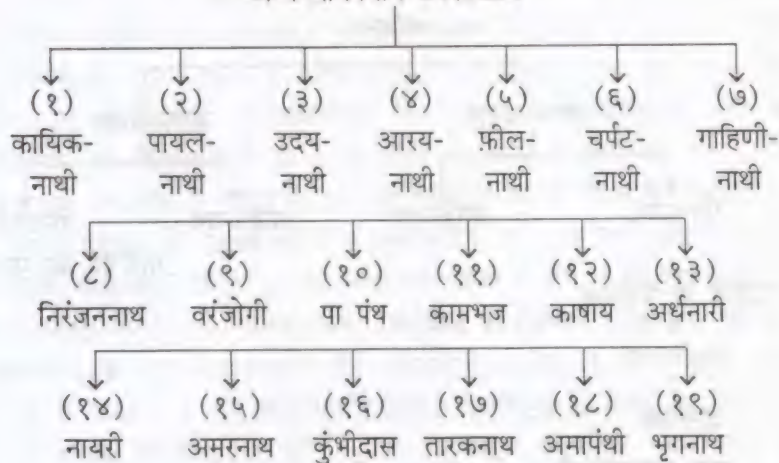 (१) (२) (३) (४) (५) (६) (७)
कायिक- पायल- उदय- आरय- फ़ील- चर्पट- गाहिणी-
नाथी नाथी नाथी नाथी नाथी नाथी नाथी
(८) (९) (१०) (११) (१२) (१३)
निरंजननाथ वरंजोगी पा पंथ कामभज काषाय अर्धनारी
(१४) (१५) (१६) (१७) (१८) (१९)
नायरी अमरनाथ कुंभीदास तारकनाथ अमापंथी भृगनाथ